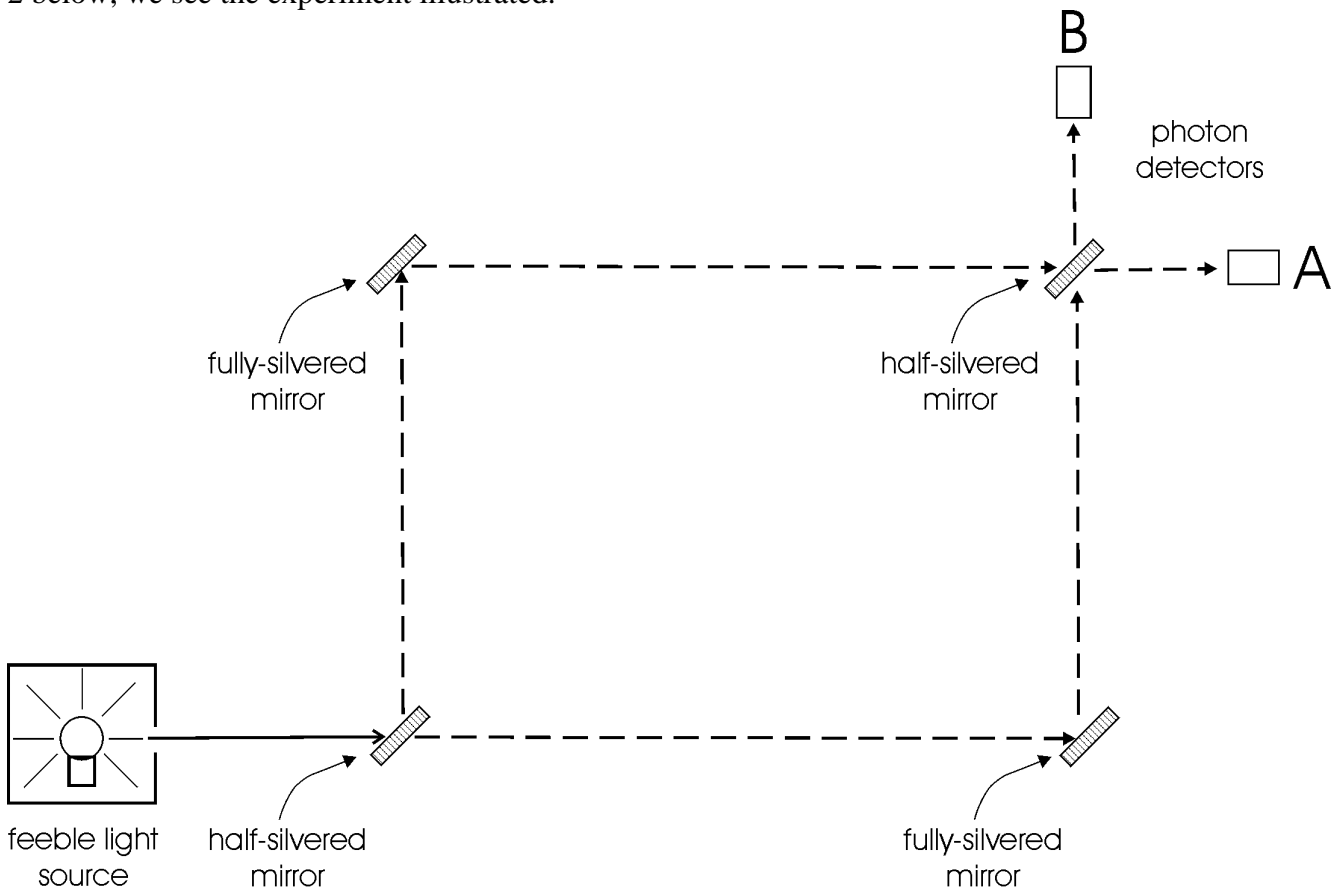 2 below, we see the experiment illustrated.
B
photon
detectors
A
fully-silvered
mirror
half-silvered
mirror
feeble light
source
half-silvered
mirror
fully-silvered
mirror